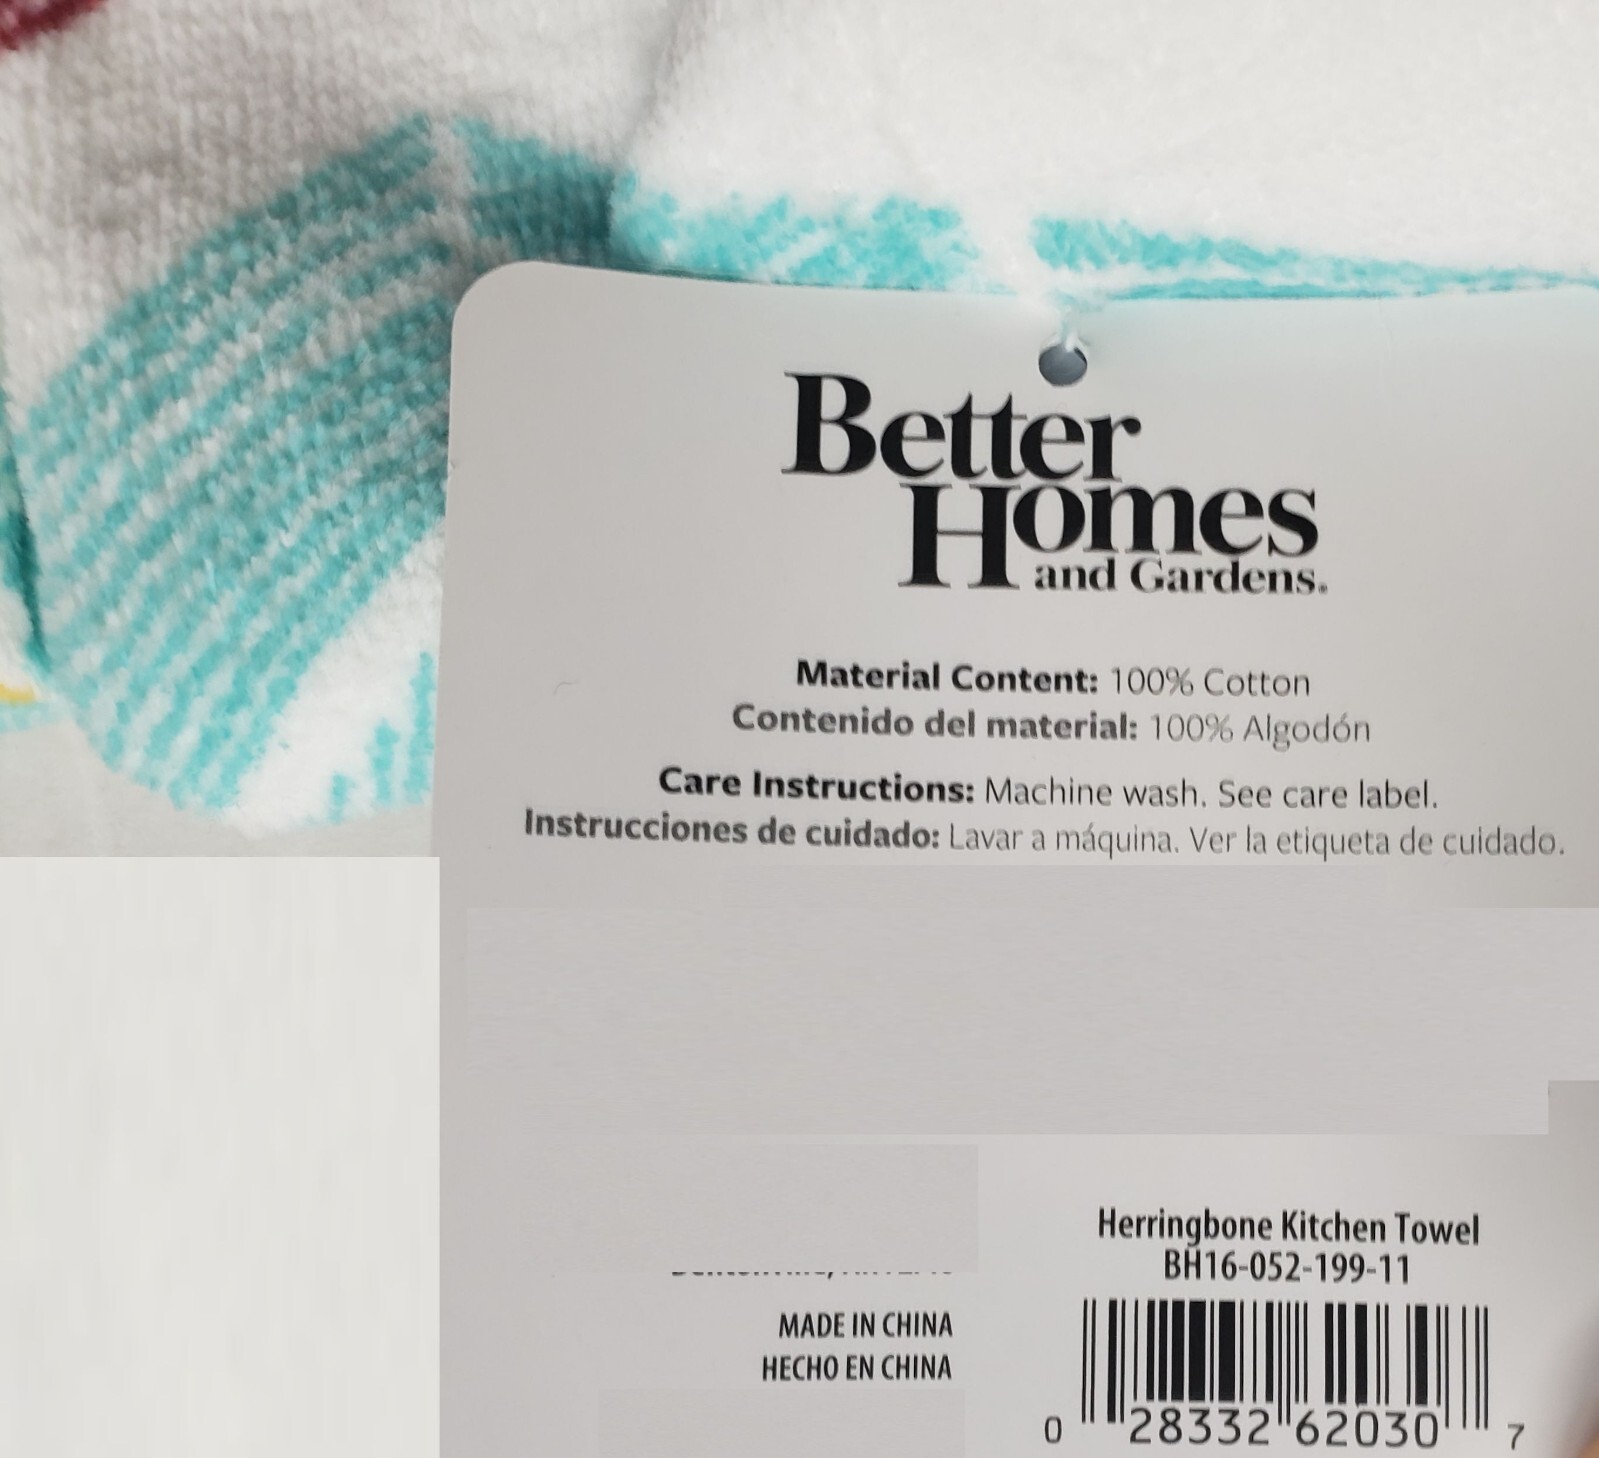 Better
Homes
and Gardens.
Material Content: 100% Cotton
Contenido del material: 100% Algodón
Care Instructions: Machine wash. See care label.
Instrucciones de cuidado: Lavar a máquina. Ver la etiqueta de cuidado.
Herringbone Kitchen Towel
BH16-052-199-11
MADE IN CHINA
HECHO EN CHINA
0 28332 62030 7